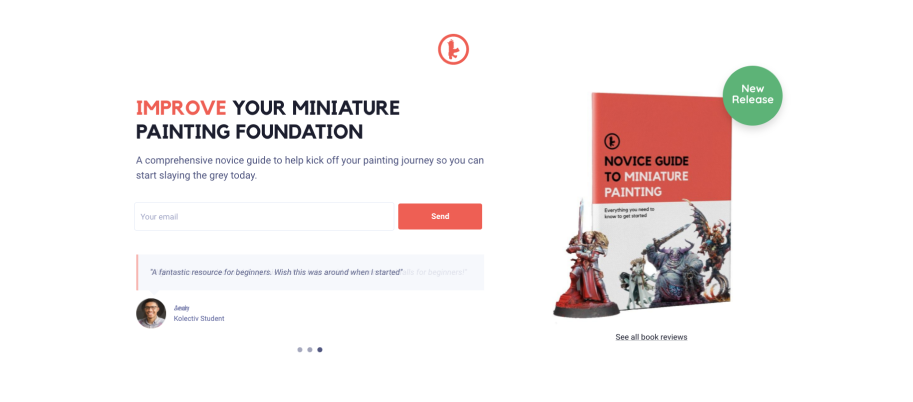 IMPROVE YOUR MINIATURE
PAINTING FOUNDATION
A comprehensive novice guide to help kick off your painting journey so you can
start slaying the grey today.
Your email
Send
"A fantastic resource for beginners. Wish this was around when I started"
Kolectiv Student
New
Release
NOVICE GUIDE
TO MINIATURE
PAINTING
Everything you need to
know to get started
See all book reviews